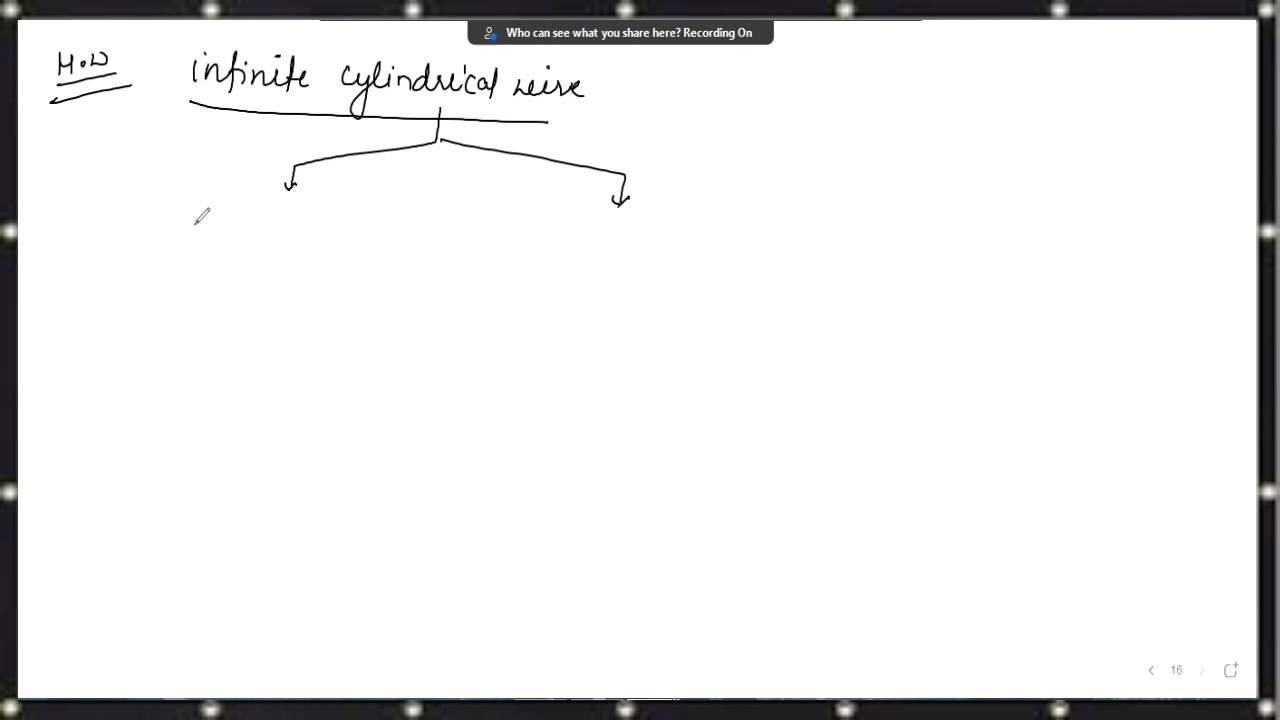 Who can see what you share here? Recording On
H.W infinite cylindrical wire
16